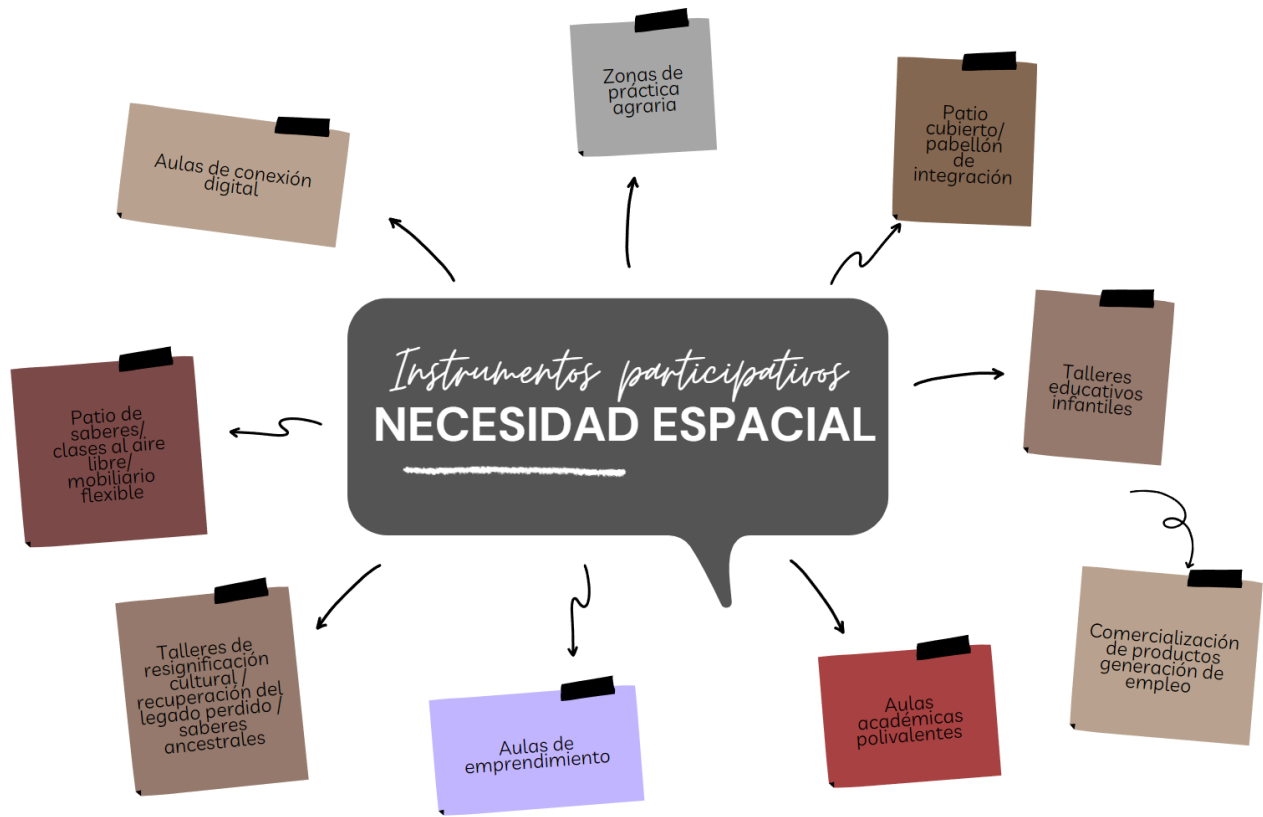 Zonas de
práctica
agraria
Patio
cubierto/
pabellón
de
integración
Aulas de conexión
digital
Instrumentos participativos
NECESIDAD ESPACIAL
Talleres
educativos
infantiles
Patio de
saberes/
clases al aire
libre/
mobiliario
flexible
Comercialización
de productos
generación de
empleo
Talleres de
resignificación
cultural /
recuperación del
legado perdido /
saberes
ancestrales
Aulas de
emprendimiento
Aulas
académicas
polivalentes